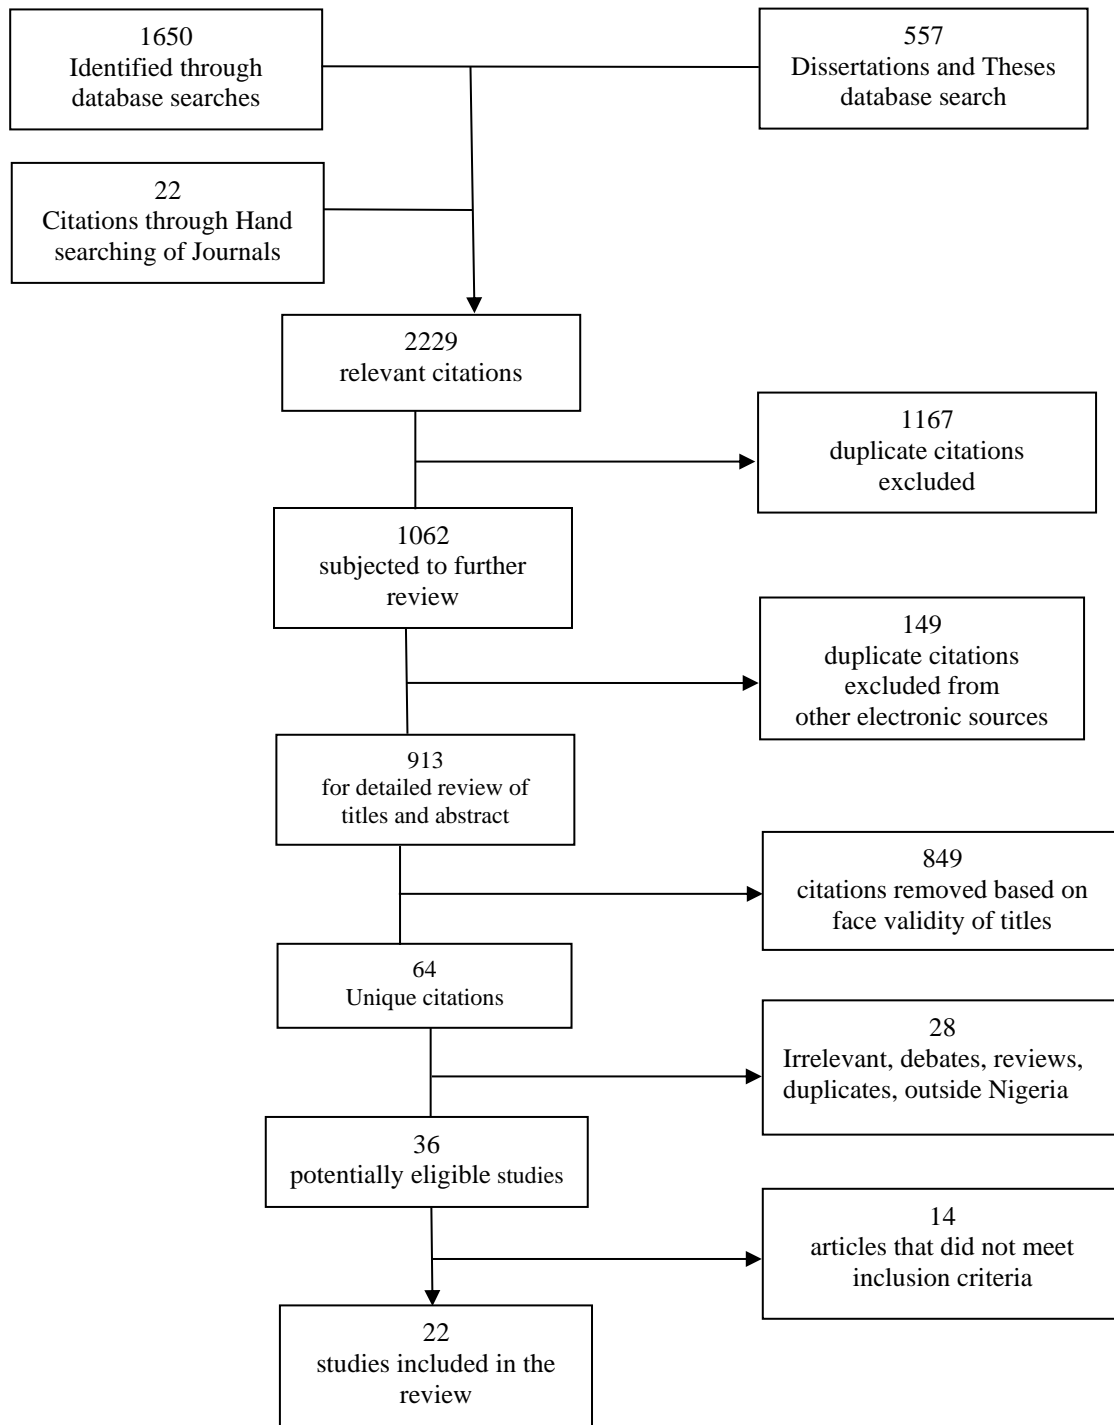 1650
Identified through
database searches
557
Dissertations and Theses
database search
22
Citations through Hand
searching of Journals
2229
relevant citations
1167
duplicate citations
excluded
1062
subjected to further
review
149
duplicate citations
excluded from
other electronic sources
913
for detailed review of
titles and abstract
849
citations removed based on
face validity of titles
64
Unique citations
28
Irrelevant, debates, reviews,
duplicates, outside Nigeria
36
potentially eligible studies
14
articles that did not meet
inclusion criteria
22
studies included in the
review